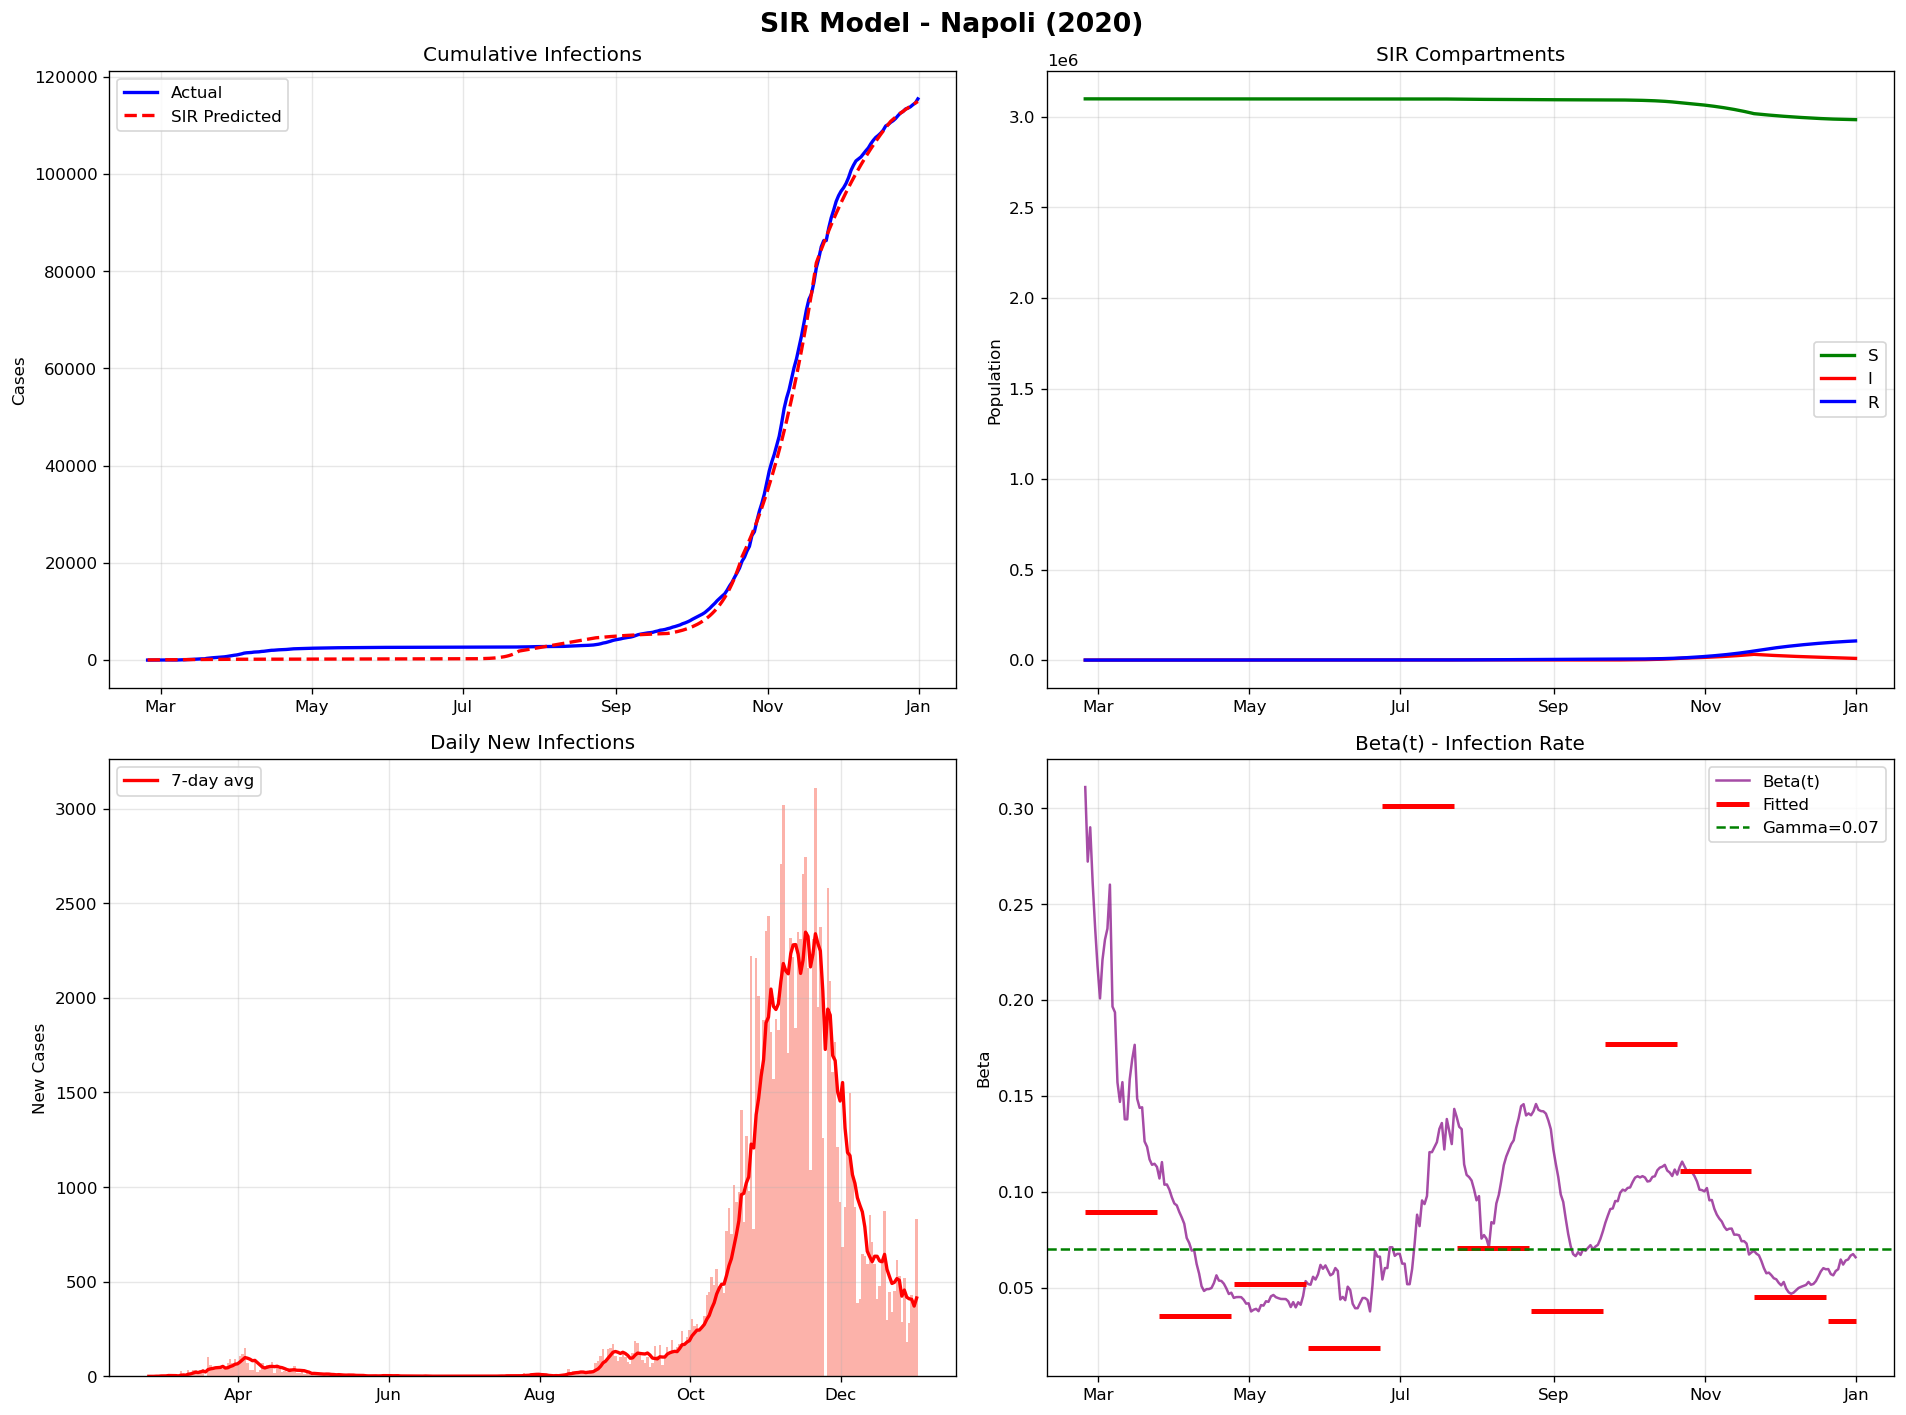 SIR Model - Napoli (2020)
Cumulative Infections
120000
100000
80000
60000
40000
20000
0
Cases
Actual
SIR Predicted
Mar May Jul Sep Nov Jan
SIR Compartments
1e6
3.0
2.5
2.0
1.5
1.0
0.5
0.0
Population
S
I
R
Mar May Jul Sep Nov Jan
Daily New Infections
3000
2500
2000
1500
1000
500
0
New Cases
7-day avg
Apr Jun Aug Oct Dec
Beta(t) - Infection Rate
0.30
0.25
0.20
0.15
0.10
0.05
Beta
Beta(t)
Fitted
Gamma=0.07
Mar May Jul Sep Nov Jan